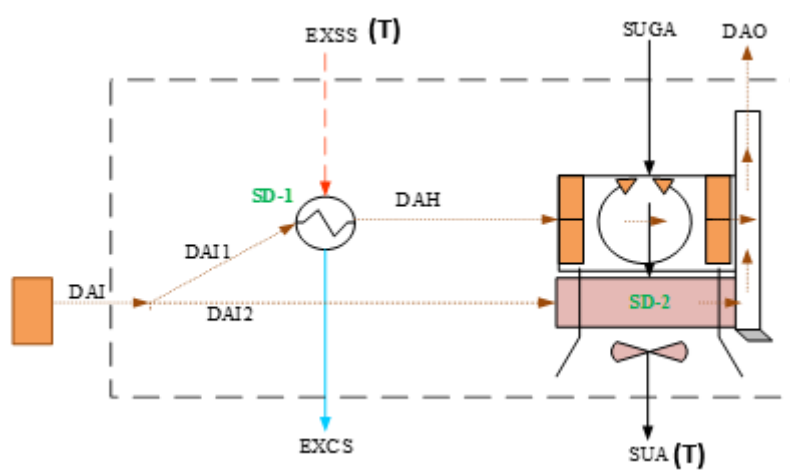 EXSS (T)
SUGA
DAO
SD-1
DAH
DAI1
DAI
DAI2
SD-2
EXCS
SUA (T)